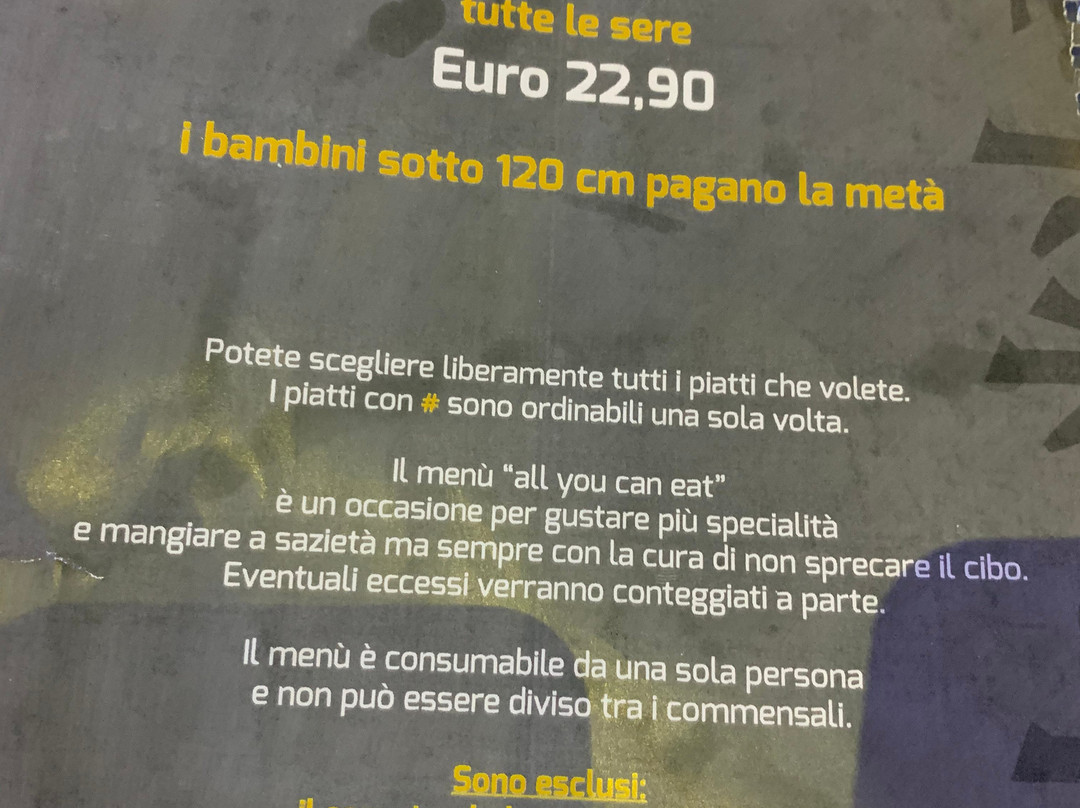 tutte le sere
Euro 22,90
i bambini sotto 120 cm pagano la metà
Potete scegliere liberamente tutti i piatti che volete.
I piatti con # sono ordinabili una sola volta.
Il menù “all you can eat”
è un occasione per gustare più specialità
e mangiare a sazietà ma sempre con la cura di non sprecare il cibo.
Eventuali eccessi verranno conteggiati a parte.
Il menù è consumabile da una sola persona
e non può essere diviso tra i commensali.
Sono esclusi: